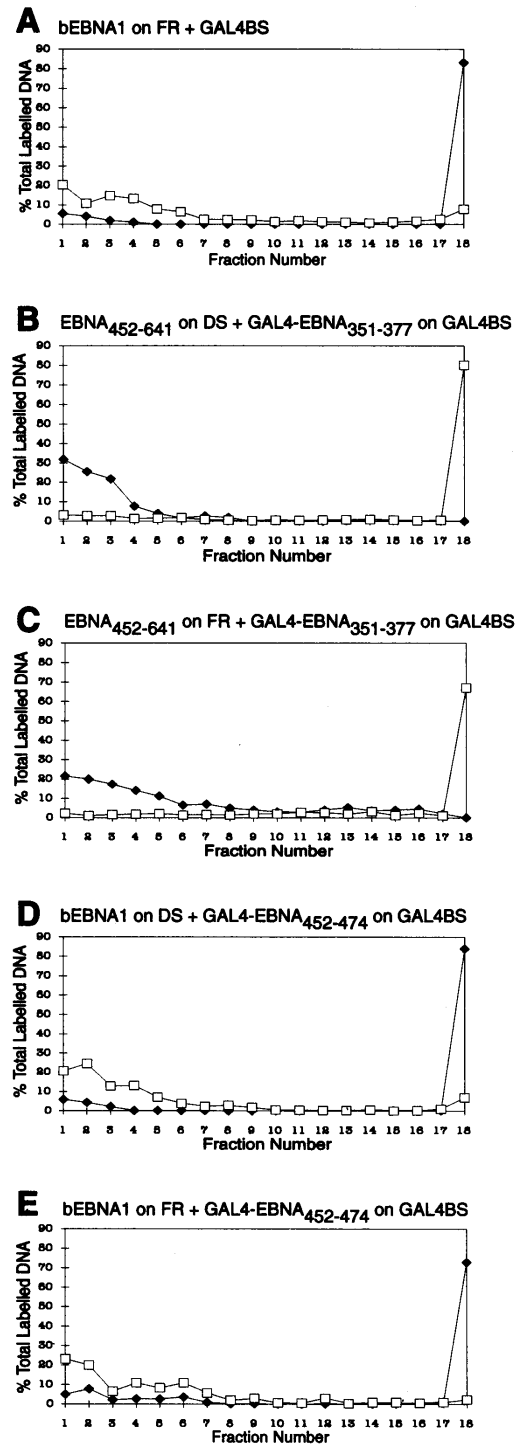 A bEBNA1 on FR + GAL4BS
% Total Labelled DNA
90
80
70
60
50
40
30
20
10
0
1 2 3 4 5 6 7 8 9 10 11 12 13 14 15 16 17 18
Fraction Number
B EBNA452-641 on DS + GAL4-EBNA351-377 on GAL4BS
% Total Labelled DNA
90
80
70
60
50
40
30
20
10
0
1 2 3 4 5 6 7 8 9 10 11 12 13 14 15 16 17 18
Fraction Number
C EBNA452-641 on FR + GAL4-EBNA351-377 on GAL4BS
% Total Labelled DNA
90
80
70
60
50
40
30
20
10
0
1 2 3 4 5 6 7 8 9 10 11 12 13 14 15 16 17 18
Fraction Number
D bEBNA1 on DS + GAL4-EBNA452-474 on GAL4BS
% Total Labelled DNA
90
80
70
60
50
40
30
20
10
0
1 2 3 4 5 6 7 8 9 10 11 12 13 14 15 16 17 18
Fraction Number
E bEBNA1 on FR + GAL4-EBNA452-474 on GAL4BS
% Total Labelled DNA
90
80
70
60
50
40
30
20
10
0
1 2 3 4 5 6 7 8 9 10 11 12 13 14 15 16 17 18
Fraction Number